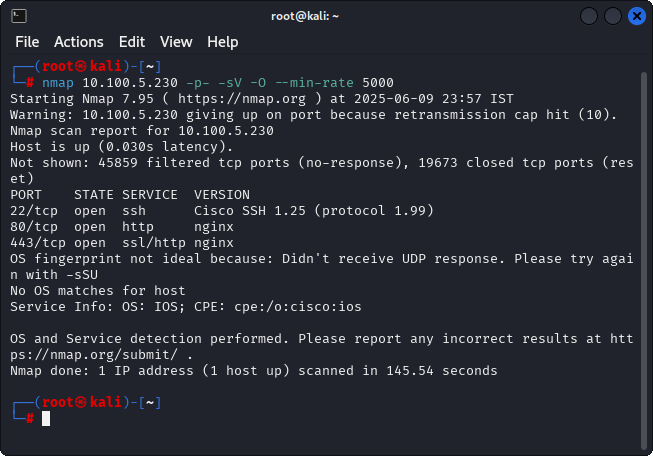 root@kali: ~
File Actions Edit View Help
┌──(root㉿kali)-[~]
└─# nmap 10.100.5.230 -p- -sV -O --min-rate 5000
Starting Nmap 7.95 ( https://nmap.org ) at 2025-06-09 23:57 IST
Warning: 10.100.5.230 giving up on port because retransmission cap hit (10).
Nmap scan report for 10.100.5.230
Host is up (0.030s latency).
Not shown: 45859 filtered tcp ports (no-response), 19673 closed tcp ports (res
et)
PORT    STATE SERVICE  VERSION
22/tcp  open  ssh      Cisco SSH 1.25 (protocol 1.99)
80/tcp  open  http     nginx
443/tcp open  ssl/http nginx
OS fingerprint not ideal because: Didn't receive UDP response. Please try agai
n with -sSU
No OS matches for host
Service Info: OS: IOS; CPE: cpe:/o:cisco:ios

OS and Service detection performed. Please report any incorrect results at htt
ps://nmap.org/submit/ .
Nmap done: 1 IP address (1 host up) scanned in 145.54 seconds

┌──(root㉿kali)-[~]
└─#